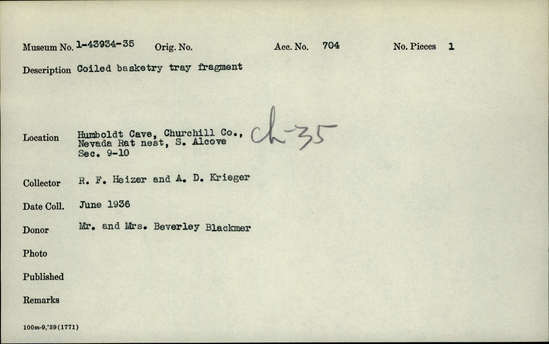 Museum No. 1-43934-35 Orig. No. Acc. No. 704 No. Pieces 1
Description Coiled basketry tray fragment
Location Humboldt Cave, Churchill Co.,
Nevada Rat nest, S. Alcove
Sec. 9-10
Ch-35
Collector R. F. Heizer and A. D. Krieger
Date Coll. June 1936
Donor Mr. and Mrs. Beverley Blackmer
Photo
Published
Remarks
100m-9,'39(1771)